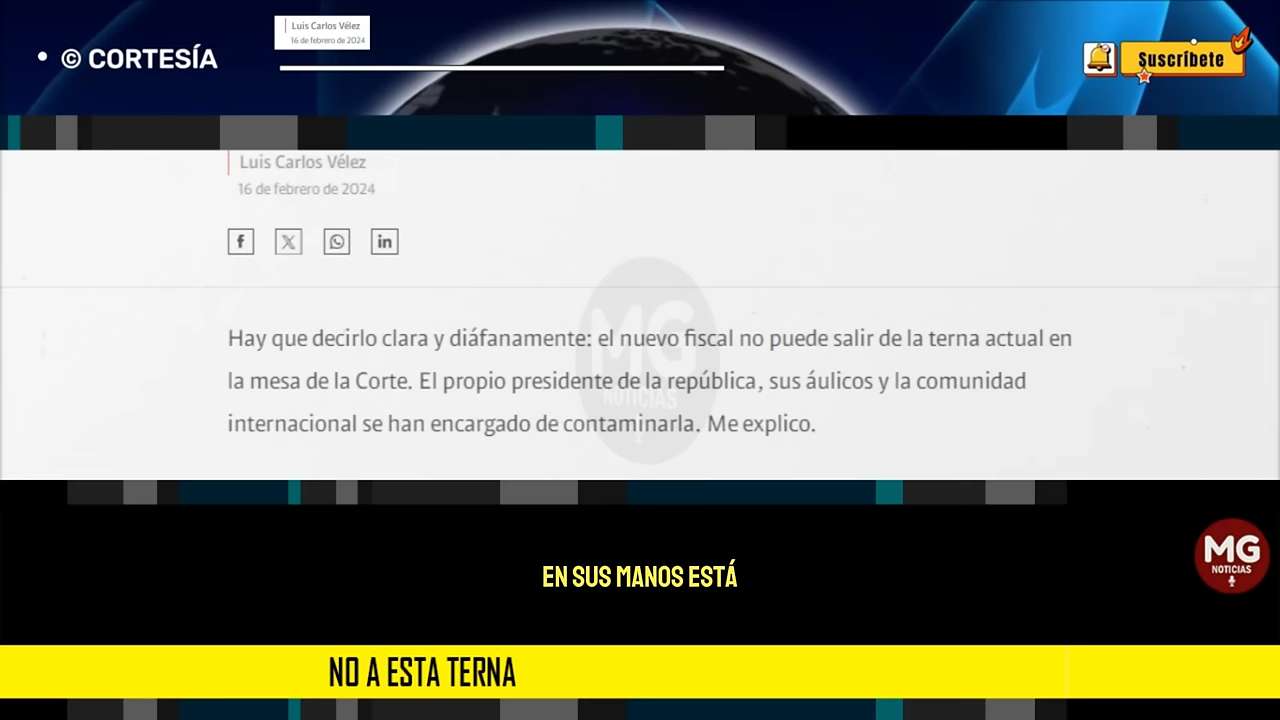 Luis Carlos Vélez
16 de febrero de 2024
• © CORTESÍA
Suscríbete
Luis Carlos Vélez
16 de febrero de 2024
Hay que decirlo clara y diáfanamente: el nuevo fiscal no puede salir de la terna actual en
la mesa de la Corte. El propio presidente de la república, sus áulicos y la comunidad
internacional se han encargado de contaminarla. Me explico.
MG
NOTICIAS
EN SUS MANOS ESTÁ
MG
NOTICIAS
NO A ESTA TERNA